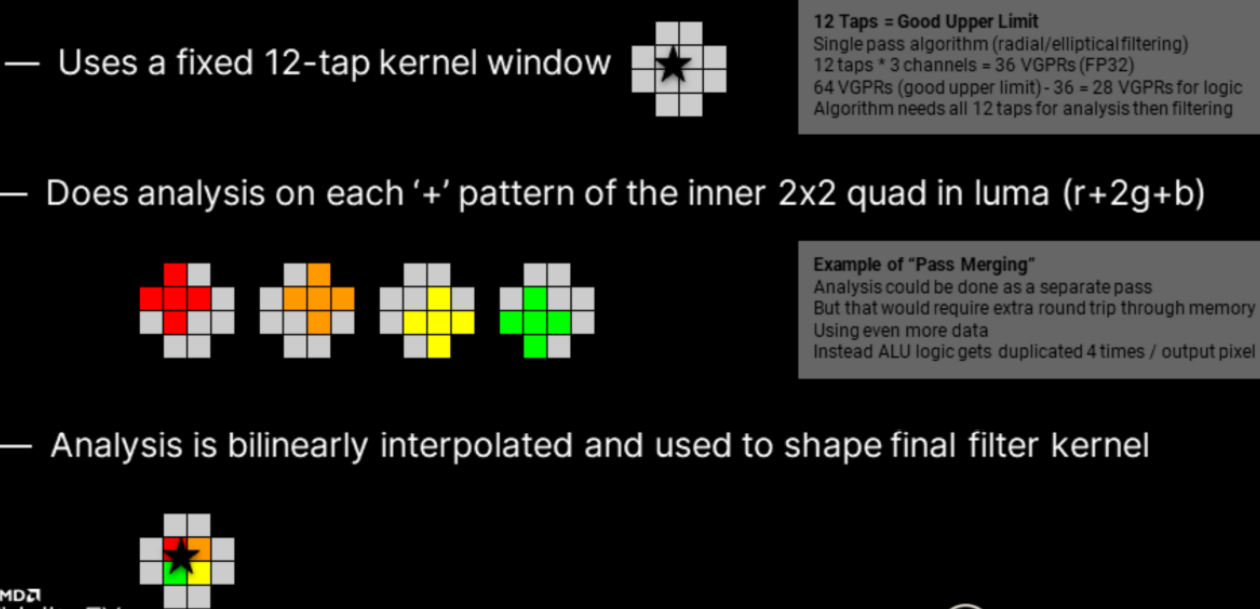 — Uses a fixed 12-tap kernel window
12 Taps = Good Upper Limit
Single pass algorithm (radial/elliptical filtering)
12 taps * 3 channels = 36 VGPRs (FP32)
64 VGPRs (good upper limit) - 36 = 28 VGPRs for logic
Algorithm needs all 12 taps for analysis then filtering
— Does analysis on each ‘+’ pattern of the inner 2x2 quad in luma (r+2g+b)
Example of “Pass Merging”
Analysis could be done as a separate pass
But that would require extra round trip through memory
Using even more data
Instead ALU logic gets duplicated 4 times / output pixel
— Analysis is bilinearly interpolated and used to shape final filter kernel
MD